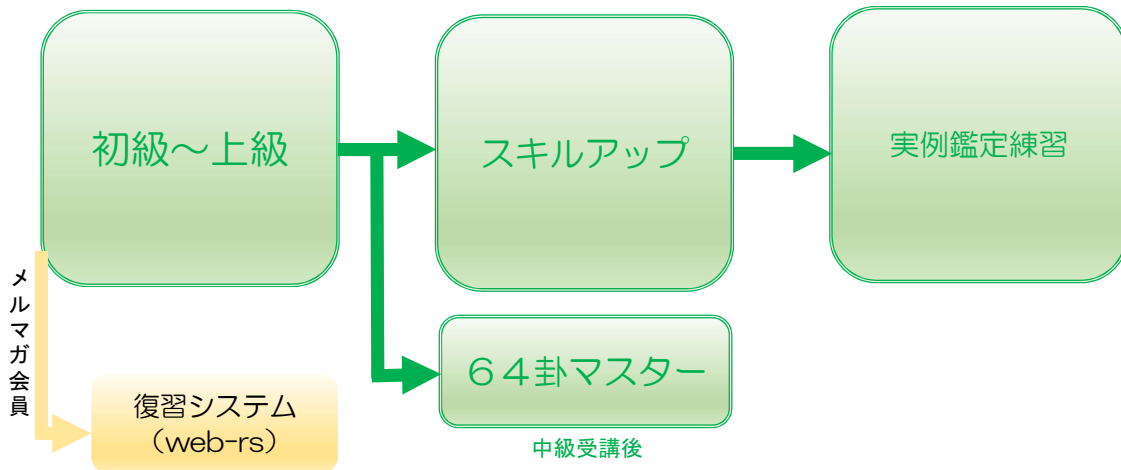 初級～上級
スキルアップ
実例鑑定練習
メルマガ会員
６４卦マスター
復習システム
（web-rs）
中級受講後